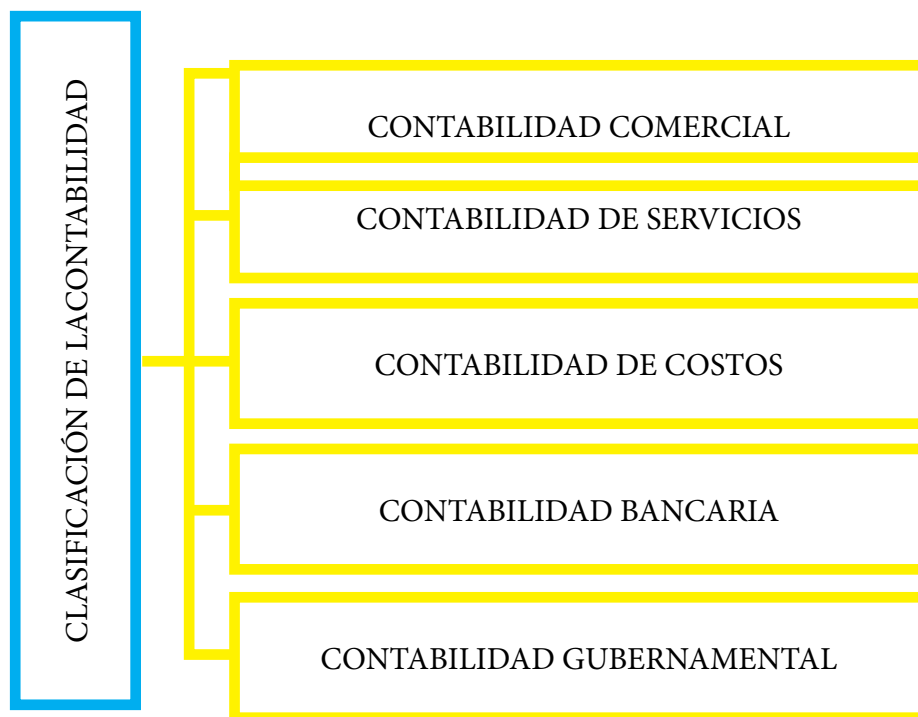 CLASIFICACIÓN DE LACONTABILIDAD
CONTABILIDAD COMERCIAL
CONTABILIDAD DE SERVICIOS
CONTABILIDAD DE COSTOS
CONTABILIDAD BANCARIA
CONTABILIDAD GUBERNAMENTAL